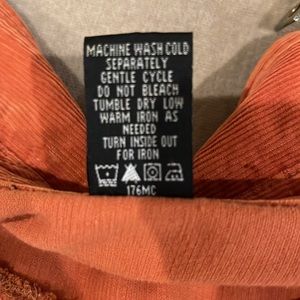 MACHINE WASH COLD
SEPARATELY
GENTLE CYCLE
DO NOT BLEACH
TUMBLE DRY LOW
WARM IRON AS
NEEDED
TURN INSIDE OUT
FOR IRON
176MC